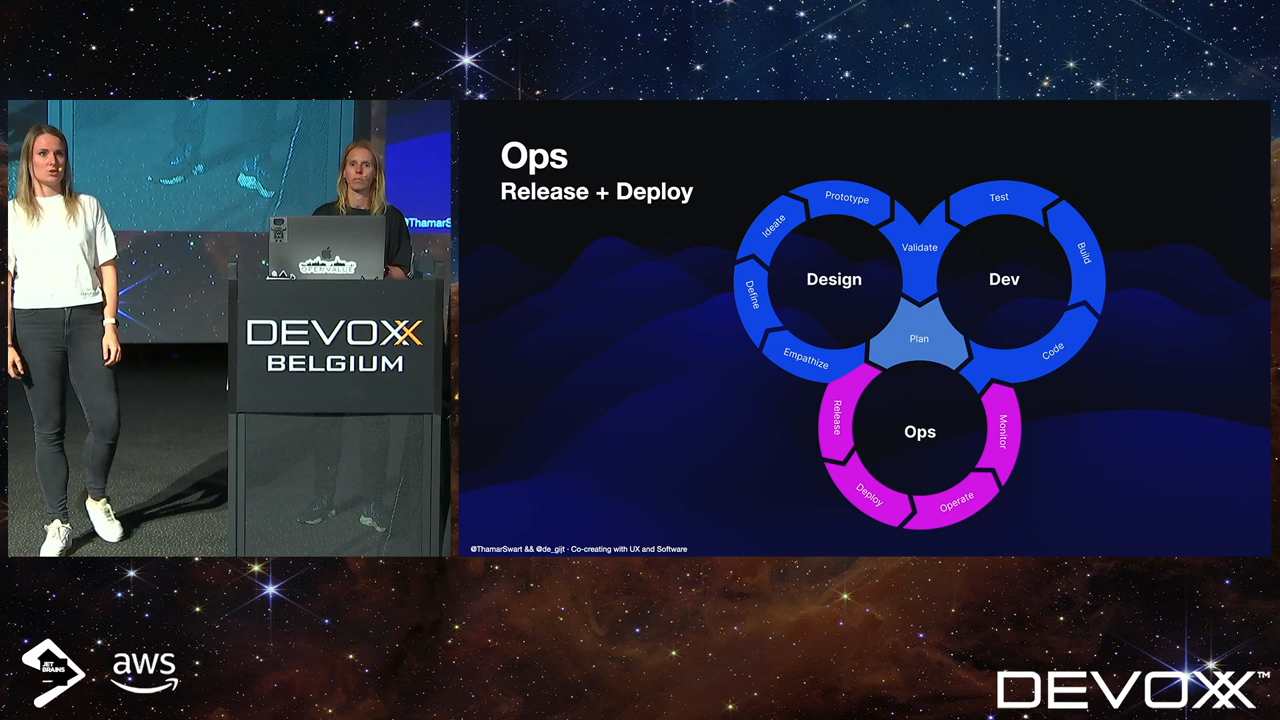 @ThamarS
OPENVALUE
DEVOXX
BELGIUM
Ops
Release + Deploy
Prototype
Ideate
Define
Empathize
Design
Validate
Plan
Test
Build
Code
Dev
Release
Deploy
Operate
Monitor
Ops
@ThamarSwart && @de_gijt · Co-creating with UX and Software
JET
BRAINS
aws
DEVOXX™